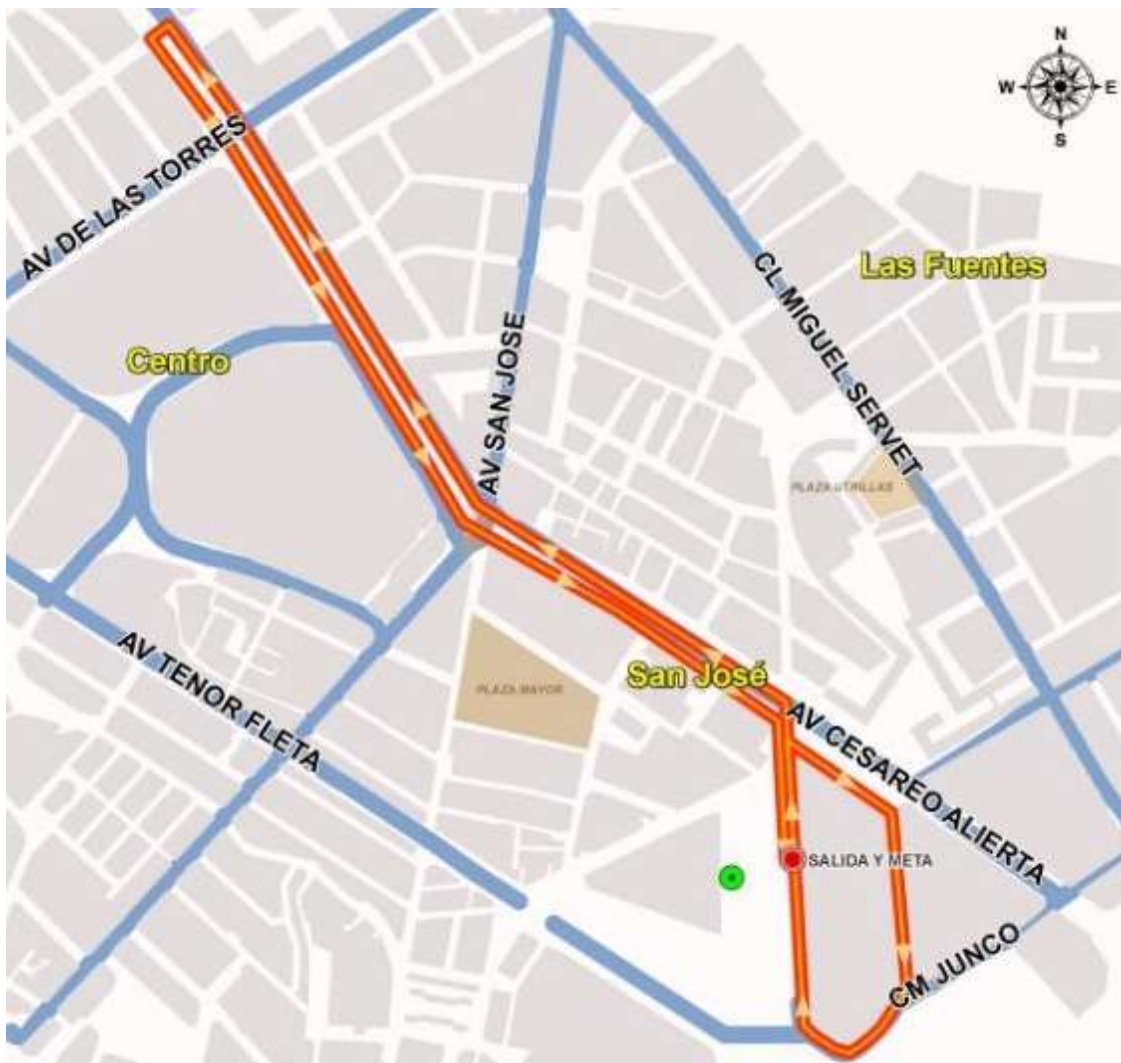 N
W E
S
AV DE LAS TORRES
Las Fuentes
CL MIGUEL SERVET
Centro
AV SAN JOSE
PLAZA UTRILLAS
AV TENOR FLETA
PLAZA MAYOR
San José
AV CESAREO ALIERTA
SALIDA Y META
CM JUNCO